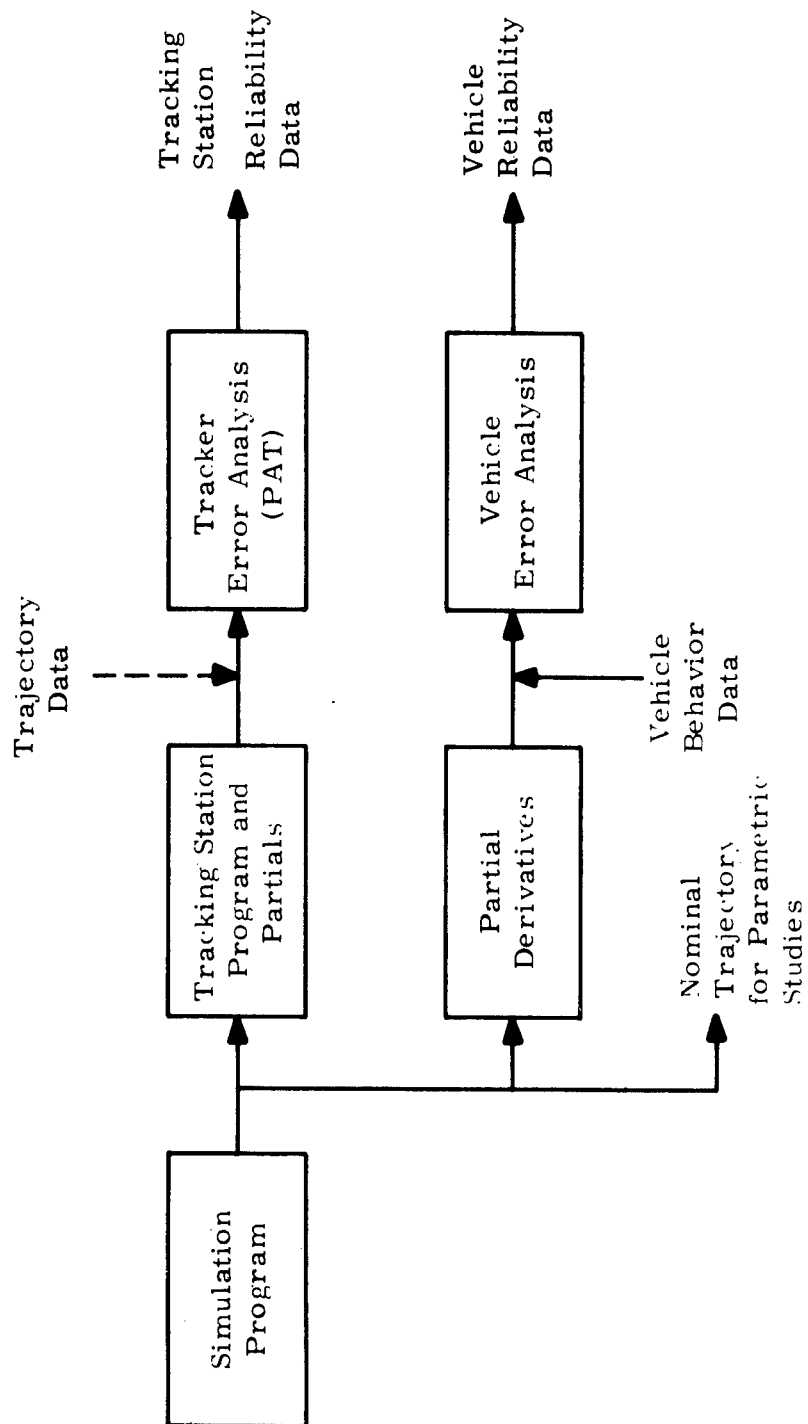 Simulation
Program
Tracking Station
Program and
Partials
Trajectory
Data
Tracker
Error Analysis
(PAT)
Tracking
Station
Reliability
Data
Partial
Derivatives
Vehicle
Behavior
Data
Vehicle
Error Analysis
Vehicle
Reliability
Data
Nominal
Trajectory
for Parametric
Studies